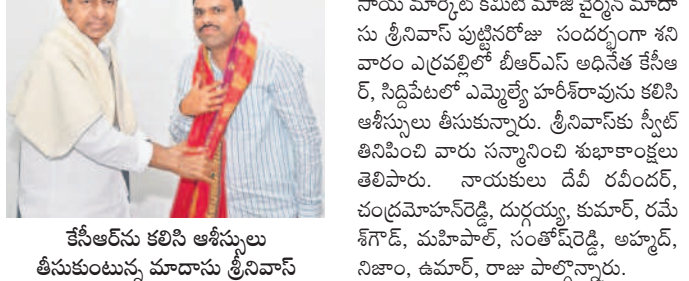 కేసీఆర్‌ను కలిసి ఆశీస్సులు
తీసుకుంటున్న మాదాసు శ్రీనివాస్
నాయ మార్కెట్ కమిటీ మాజీ చైర్మన్ మాదా
సు శ్రీనివాస్ పుట్టినరోజు సందర్భంగా శని
వారం ఎర్రవల్లిలో బీఆర్ఎస్ అధినేత కేసీఆ
ర్, సిద్దిపేటలో ఎమ్మెల్యే హరీశ్‌రావును కలిసి
ఆశీస్సులు తీసుకున్నారు. శ్రీనివాస్‌కు స్వీట్
తినిపించి వారు సన్మానించి శుభాకాంక్షలు
తెలిపారు. నాయకులు దేవీ రవీందర్,
చంద్రమోహన్‌రెడ్డి, దుర్గయ్య, కుమార్, రమే
శ్‌గౌడ్, మహిపాల్, సంతోష్‌రెడ్డి, అహ్మద్,
నిజాం, ఉమార్, రాజు పాల్గొన్నారు.